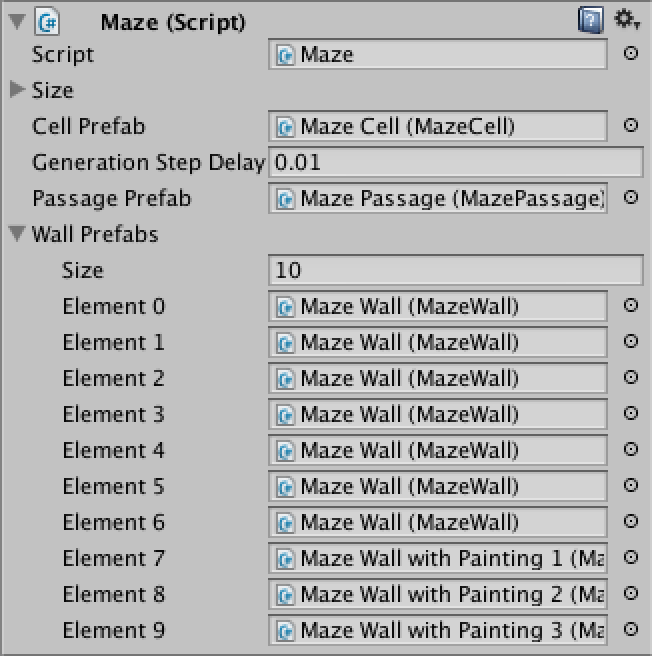 Maze (Script)
Script Maze
Size
Cell Prefab Maze Cell (MazeCell)
Generation Step Delay 0.01
Passage Prefab Maze Passage (MazePassage)
Wall Prefabs
Size 10
Element 0 Maze Wall (MazeWall)
Element 1 Maze Wall (MazeWall)
Element 2 Maze Wall (MazeWall)
Element 3 Maze Wall (MazeWall)
Element 4 Maze Wall (MazeWall)
Element 5 Maze Wall (MazeWall)
Element 6 Maze Wall (MazeWall)
Element 7 Maze Wall with Painting 1 (Ma
Element 8 Maze Wall with Painting 2 (Ma
Element 9 Maze Wall with Painting 3 (Ma